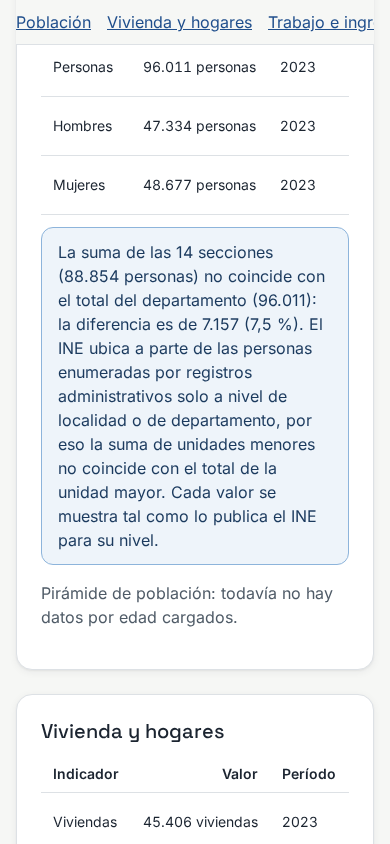 Población Vivienda y hogares Trabajo e ingr
Personas 96.011 personas 2023
Hombres 47.334 personas 2023
Mujeres 48.677 personas 2023
La suma de las 14 secciones
(88.854 personas) no coincide con
el total del departamento (96.011):
la diferencia es de 7.157 (7,5 %). El
INE ubica a parte de las personas
enumeradas por registros
administrativos solo a nivel de
localidad o de departamento, por
eso la suma de unidades menores
no coincide con el total de la
unidad mayor. Cada valor se
muestra tal como lo publica el INE
para su nivel.
Pirámide de población: todavía no hay
datos por edad cargados.
Vivienda y hogares
Indicador Valor Período
Viviendas 45.406 viviendas 2023